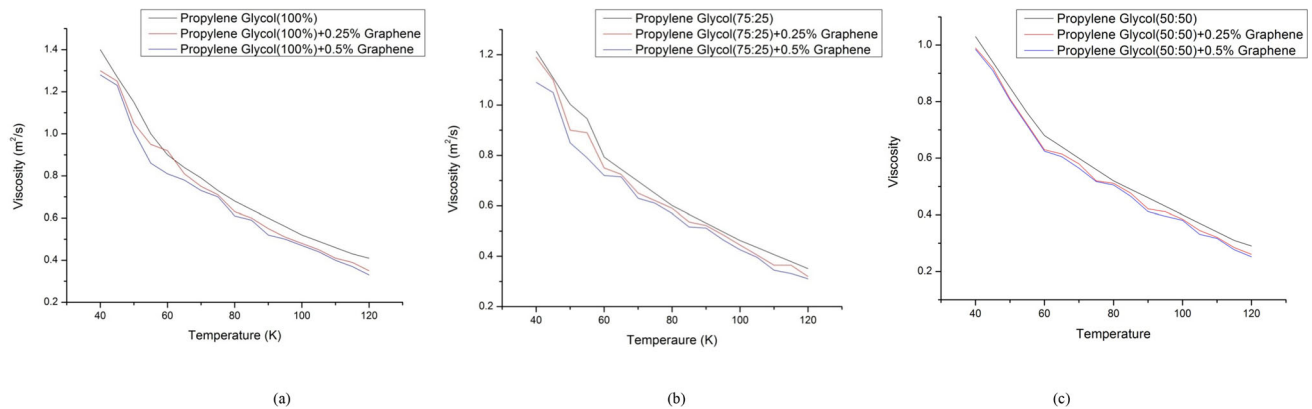 Propylene Glycol(100%)
Propylene Glycol(100%)+0.25% Graphene
Propylene Glycol(100%)+0.5% Graphene
1.4
1.2
1.0
0.8
0.6
0.4
0.2
Viscosity (m²/s)
40 60 80 100 120
Temperature (K)
(a)
Propylene Glycol(75:25)
Propylene Glycol(75:25)+0.25% Graphene
Propylene Glycol(75:25)+0.5% Graphene
1.2
1.0
0.8
0.6
0.4
0.2
Viscosity (m²/s)
40 60 80 100 120
Temperaure (K)
(b)
Propylene Glycol(50:50)
Propylene Glycol(50:50)+0.25% Graphene
Propylene Glycol(50:50)+0.5% Graphene
1.0
0.8
0.6
0.4
0.2
Viscosity
40 60 80 100 120
Temperature
(c)